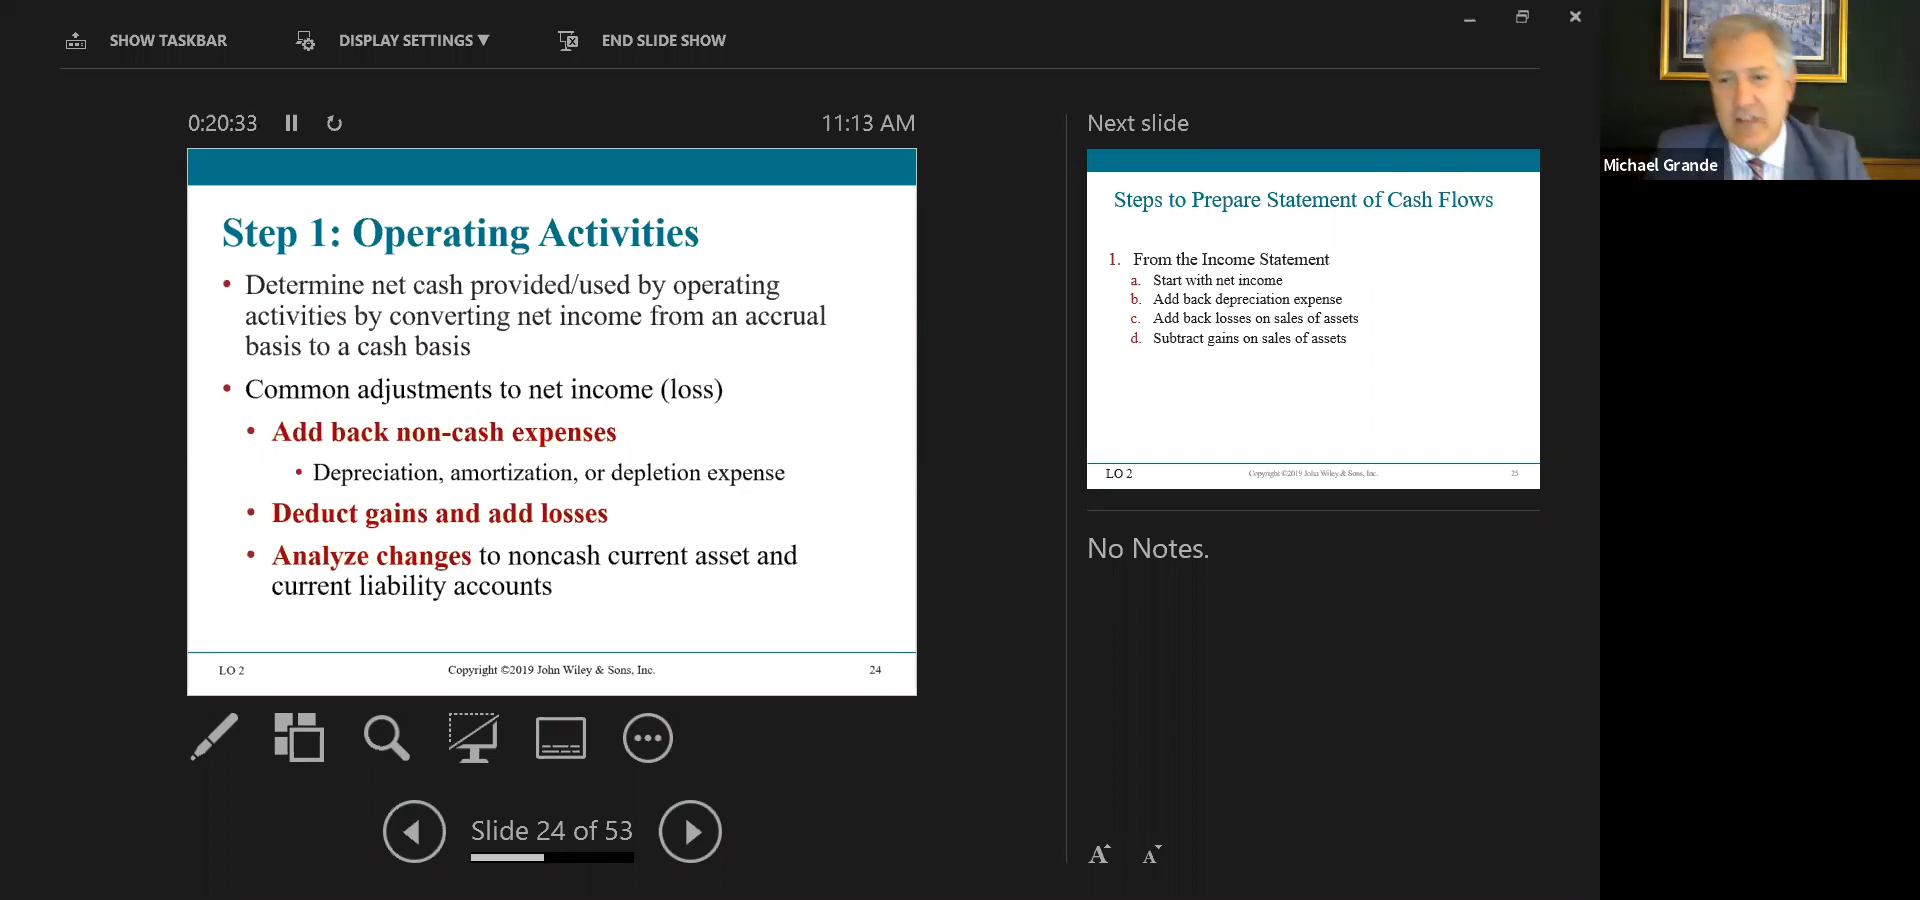 SHOW TASKBAR
DISPLAY SETTINGS ▼
END SLIDE SHOW
0:20:33
11:13 AM
Step 1: Operating Activities
• Determine net cash provided/used by operating
activities by converting net income from an accrual
basis to a cash basis
• Common adjustments to net income (loss)
• Add back non-cash expenses
• Depreciation, amortization, or depletion expense
• Deduct gains and add losses
• Analyze changes to noncash current asset and
current liability accounts
LO 2
Copyright ©2019 John Wiley & Sons, Inc.
24
Slide 24 of 53
Next slide
Steps to Prepare Statement of Cash Flows
1. From the Income Statement
a. Start with net income
b. Add back depreciation expense
c. Add back losses on sales of assets
d. Subtract gains on sales of assets
LO 2
Copyright ©2019 John Wiley & Sons, Inc.
25
No Notes.
A A
Michael Grande